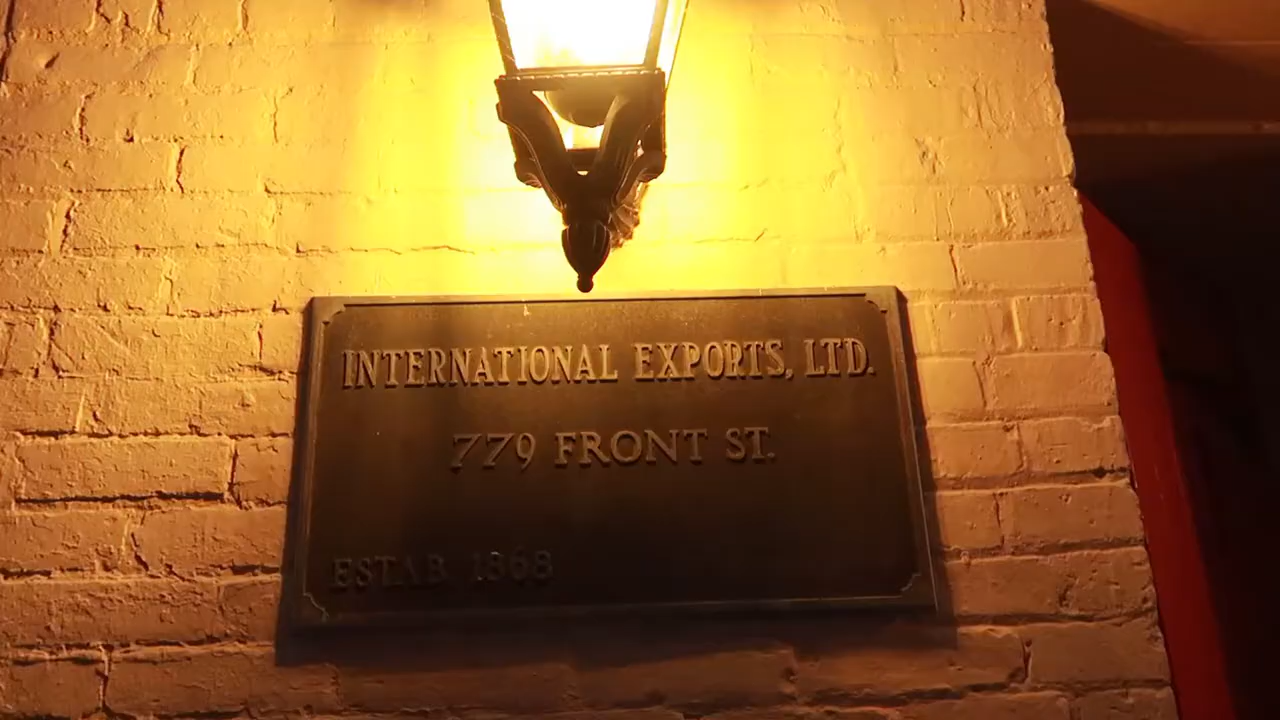 INTERNATIONAL EXPORTS, LTD.
779 FRONT ST.
ESTAB 1868